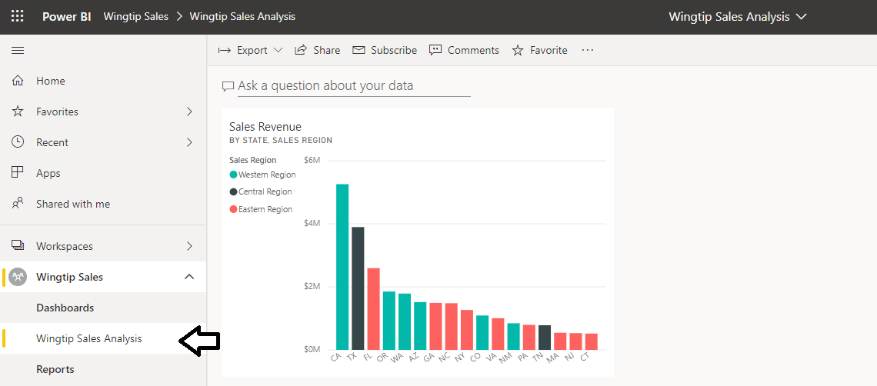 Power BI Wingtip Sales > Wingtip Sales Analysis Wingtip Sales Analysis
Export Share Subscribe Comments Favorite ...
Home
Favorites
Recent
Apps
Shared with me
Workspaces
Wingtip Sales
Dashboards
Wingtip Sales Analysis
Reports
Ask a question about your data
Sales Revenue
BY STATE, SALES REGION
Sales Region
Western Region
Central Region
Eastern Region
$6M
$4M
$2M
$0M
CA TX FL OR WA AZ GA NC NY CO VA NM PA TN MA NJ CT